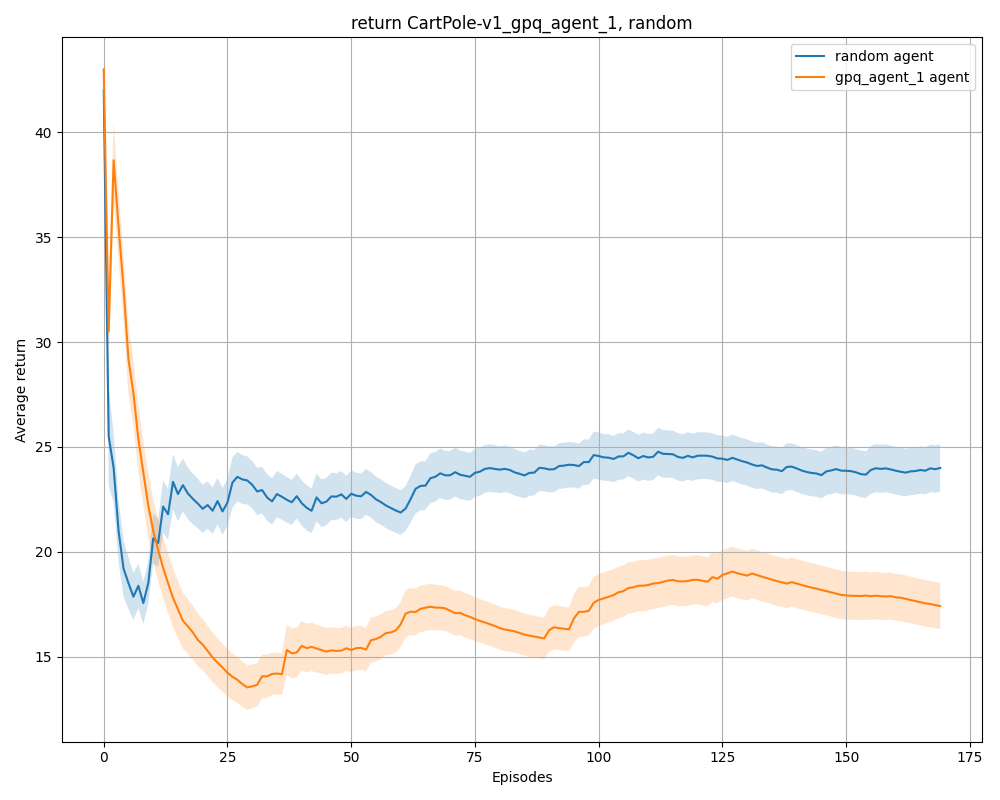 return CartPole-v1_gpq_agent_1, random
random agent
gpq_agent_1 agent
Average return
40
35
30
25
20
15
0 25 50 75 100 125 150 175
Episodes